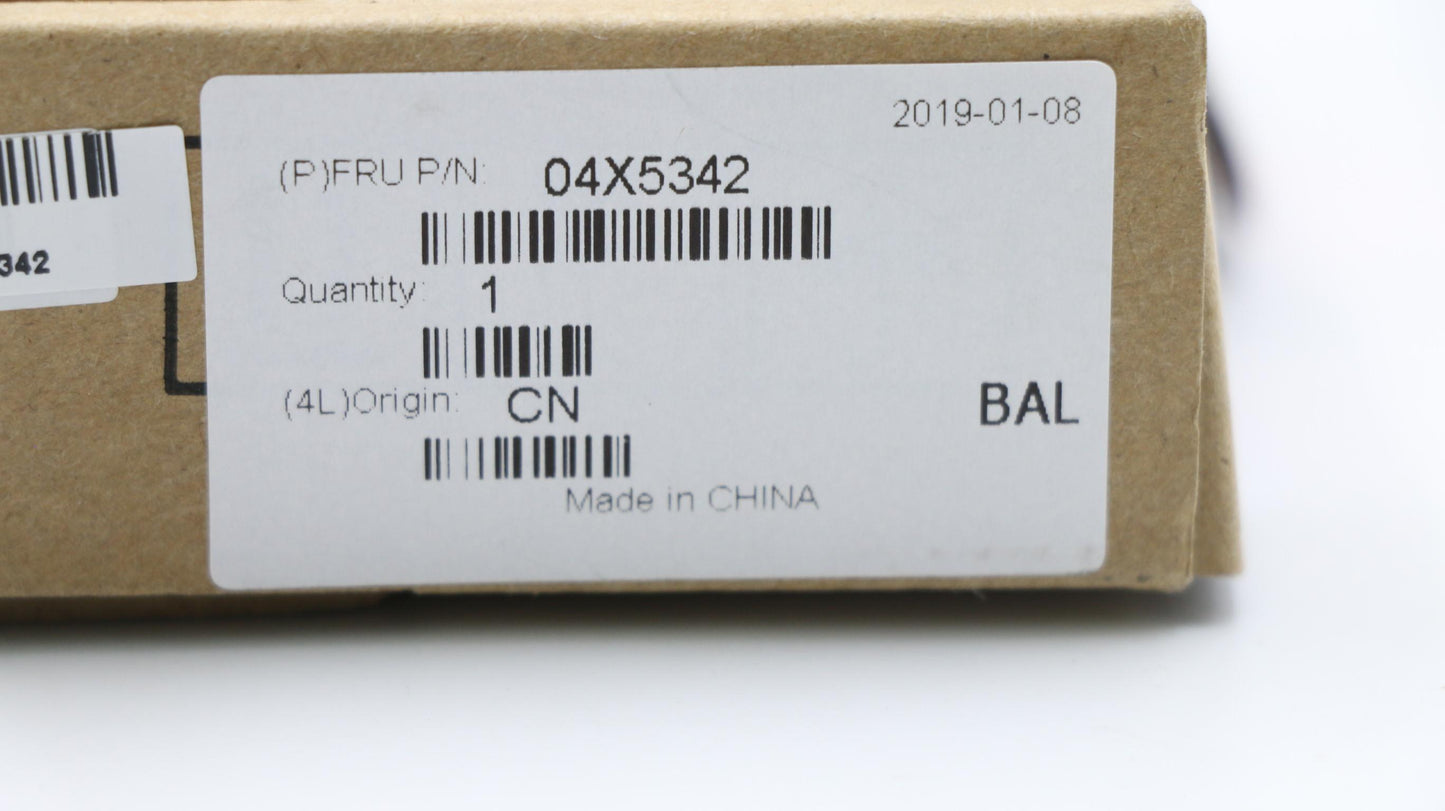 2019-01-08
(P)FRU P/N: 04X5342
Quantity: 1
(4L)Origin: CN
BAL
Made in CHINA
342